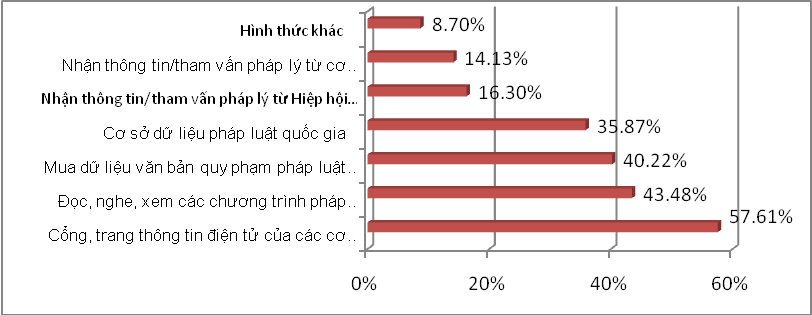 Hình thức khác 8.70%
Nhận thông tin/tham vấn pháp lý từ cơ.. 14.13%
Nhận thông tin/tham vấn pháp lý từ Hiệp hội... 16.30%
Cơ sở dữ liệu pháp luật quốc gia 35.87%
Mua dữ liệu văn bản quy phạm pháp luật.. 40.22%
Đọc, nghe, xem các chương trình pháp.. 43.48%
Cổng, trang thông tin điện tử của các cơ.. 57.61%
0% 20% 40% 60%